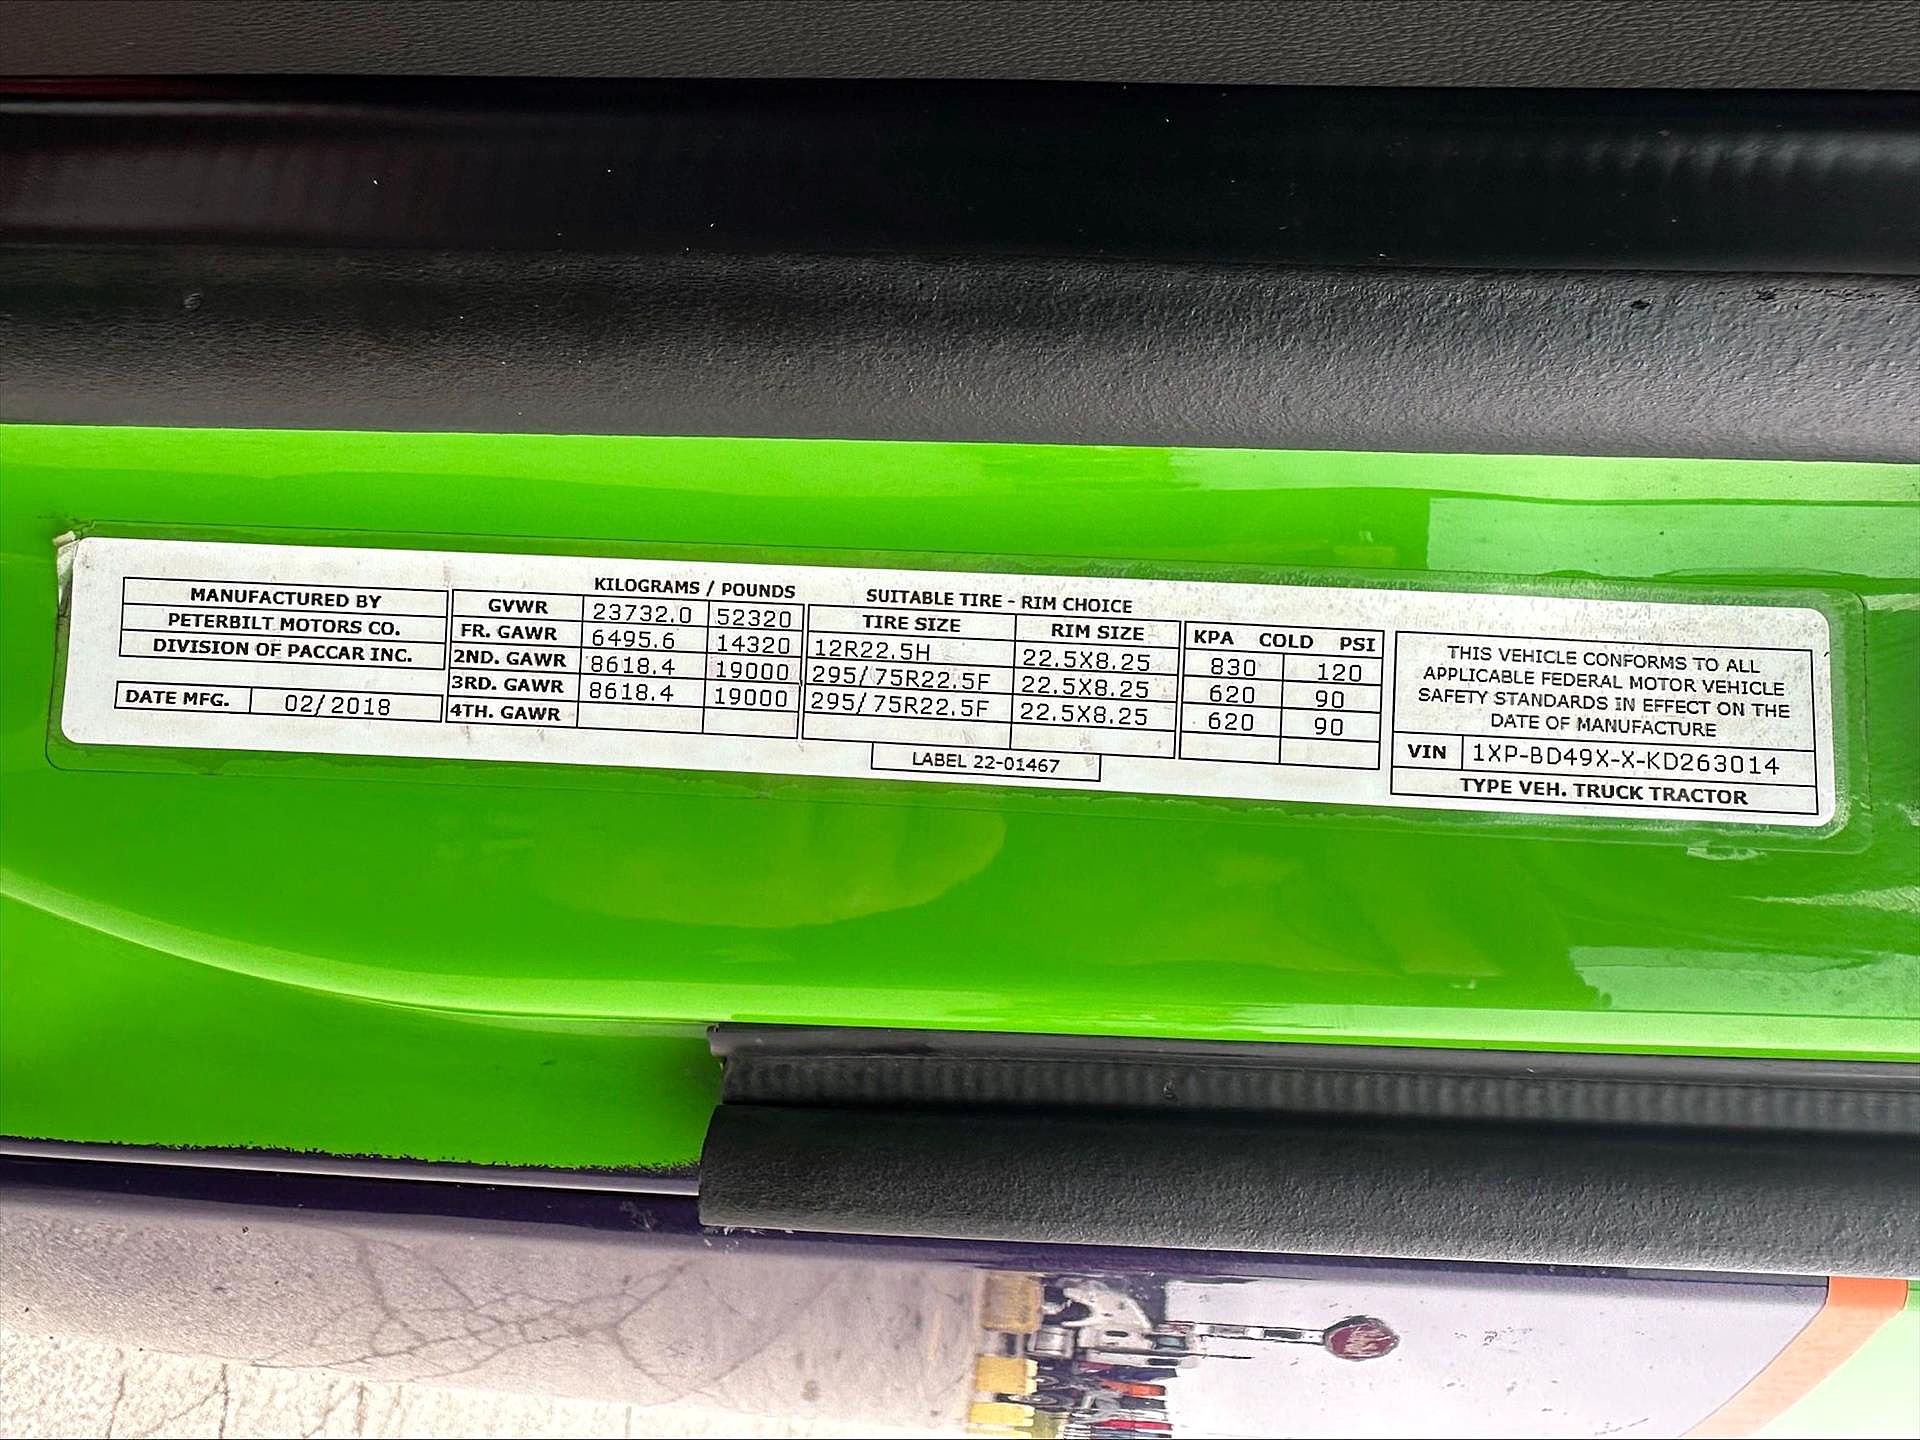 MANUFACTURED BY
PETERBILT MOTORS CO.
DIVISION OF PACCAR INC.
DATE MFG. 02/2018
KILOGRAMS / POUNDS
GVWR 23732.0 52320
FR. GAWR 6495.6 14320
2ND. GAWR 8618.4 19000
3RD. GAWR 8618.4 19000
4TH. GAWR
SUITABLE TIRE - RIM CHOICE
TIRE SIZE RIM SIZE
12R22.5H 22.5X8.25
295/75R22.5F 22.5X8.25
295/75R22.5F 22.5X8.25
KPA COLD PSI
830 120
620 90
620 90
LABEL 22-01467
THIS VEHICLE CONFORMS TO ALL
APPLICABLE FEDERAL MOTOR VEHICLE
SAFETY STANDARDS IN EFFECT ON THE
DATE OF MANUFACTURE
VIN 1XP-BD49X-X-KD263014
TYPE VEH. TRUCK TRACTOR